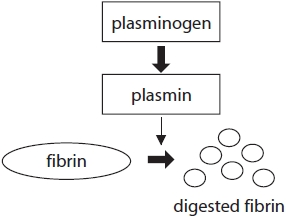 plasminogen
plasmin
fibrin
digested fibrin